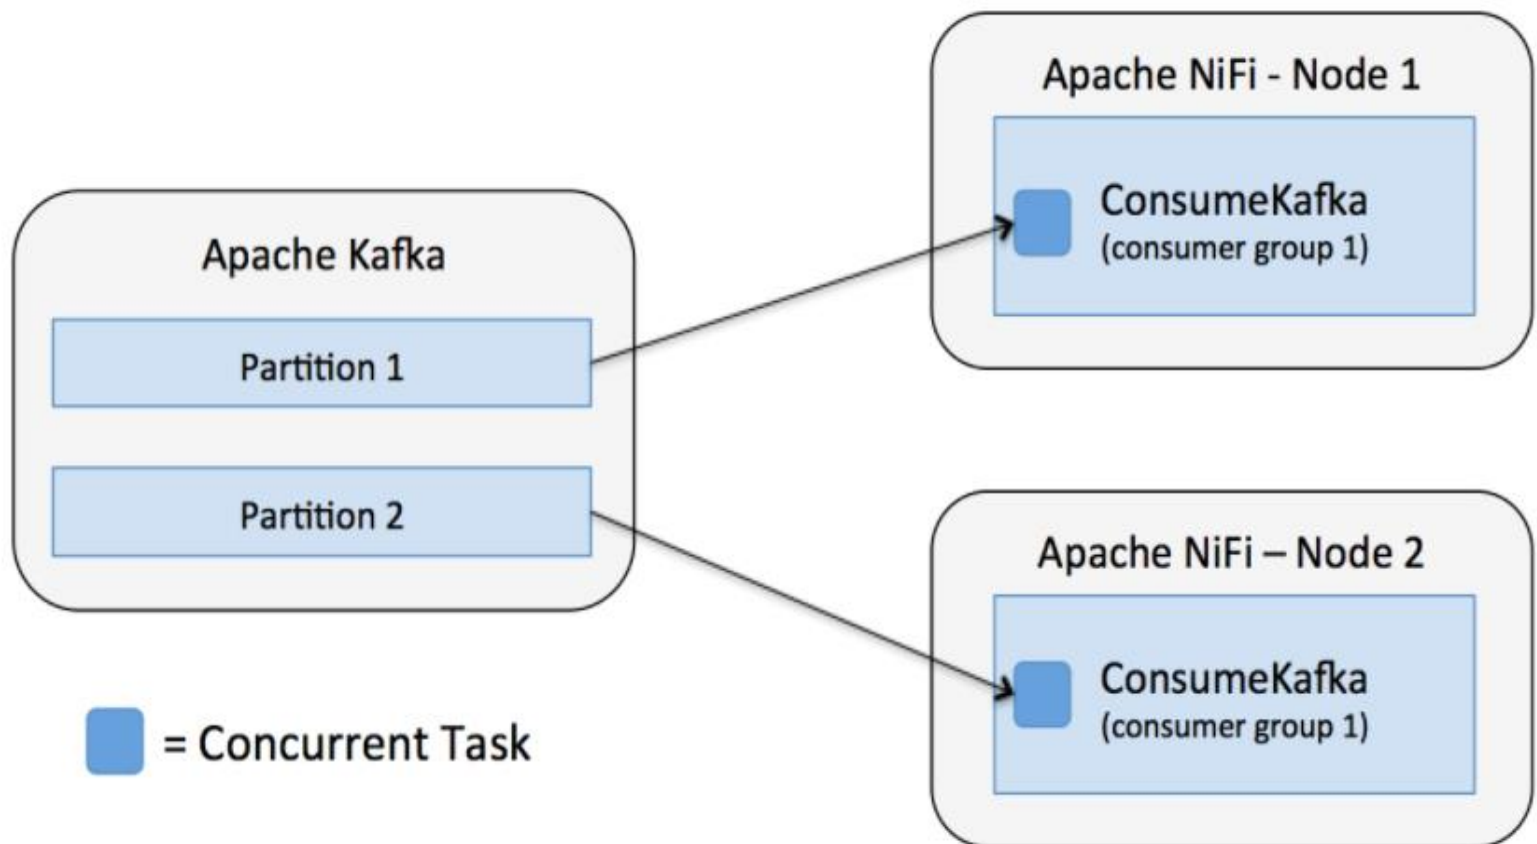 Apache Kafka
Partition 1
Partition 2
= Concurrent Task
Apache NiFi - Node 1
ConsumeKafka
(consumer group 1)
Apache NiFi – Node 2
ConsumeKafka
(consumer group 1)